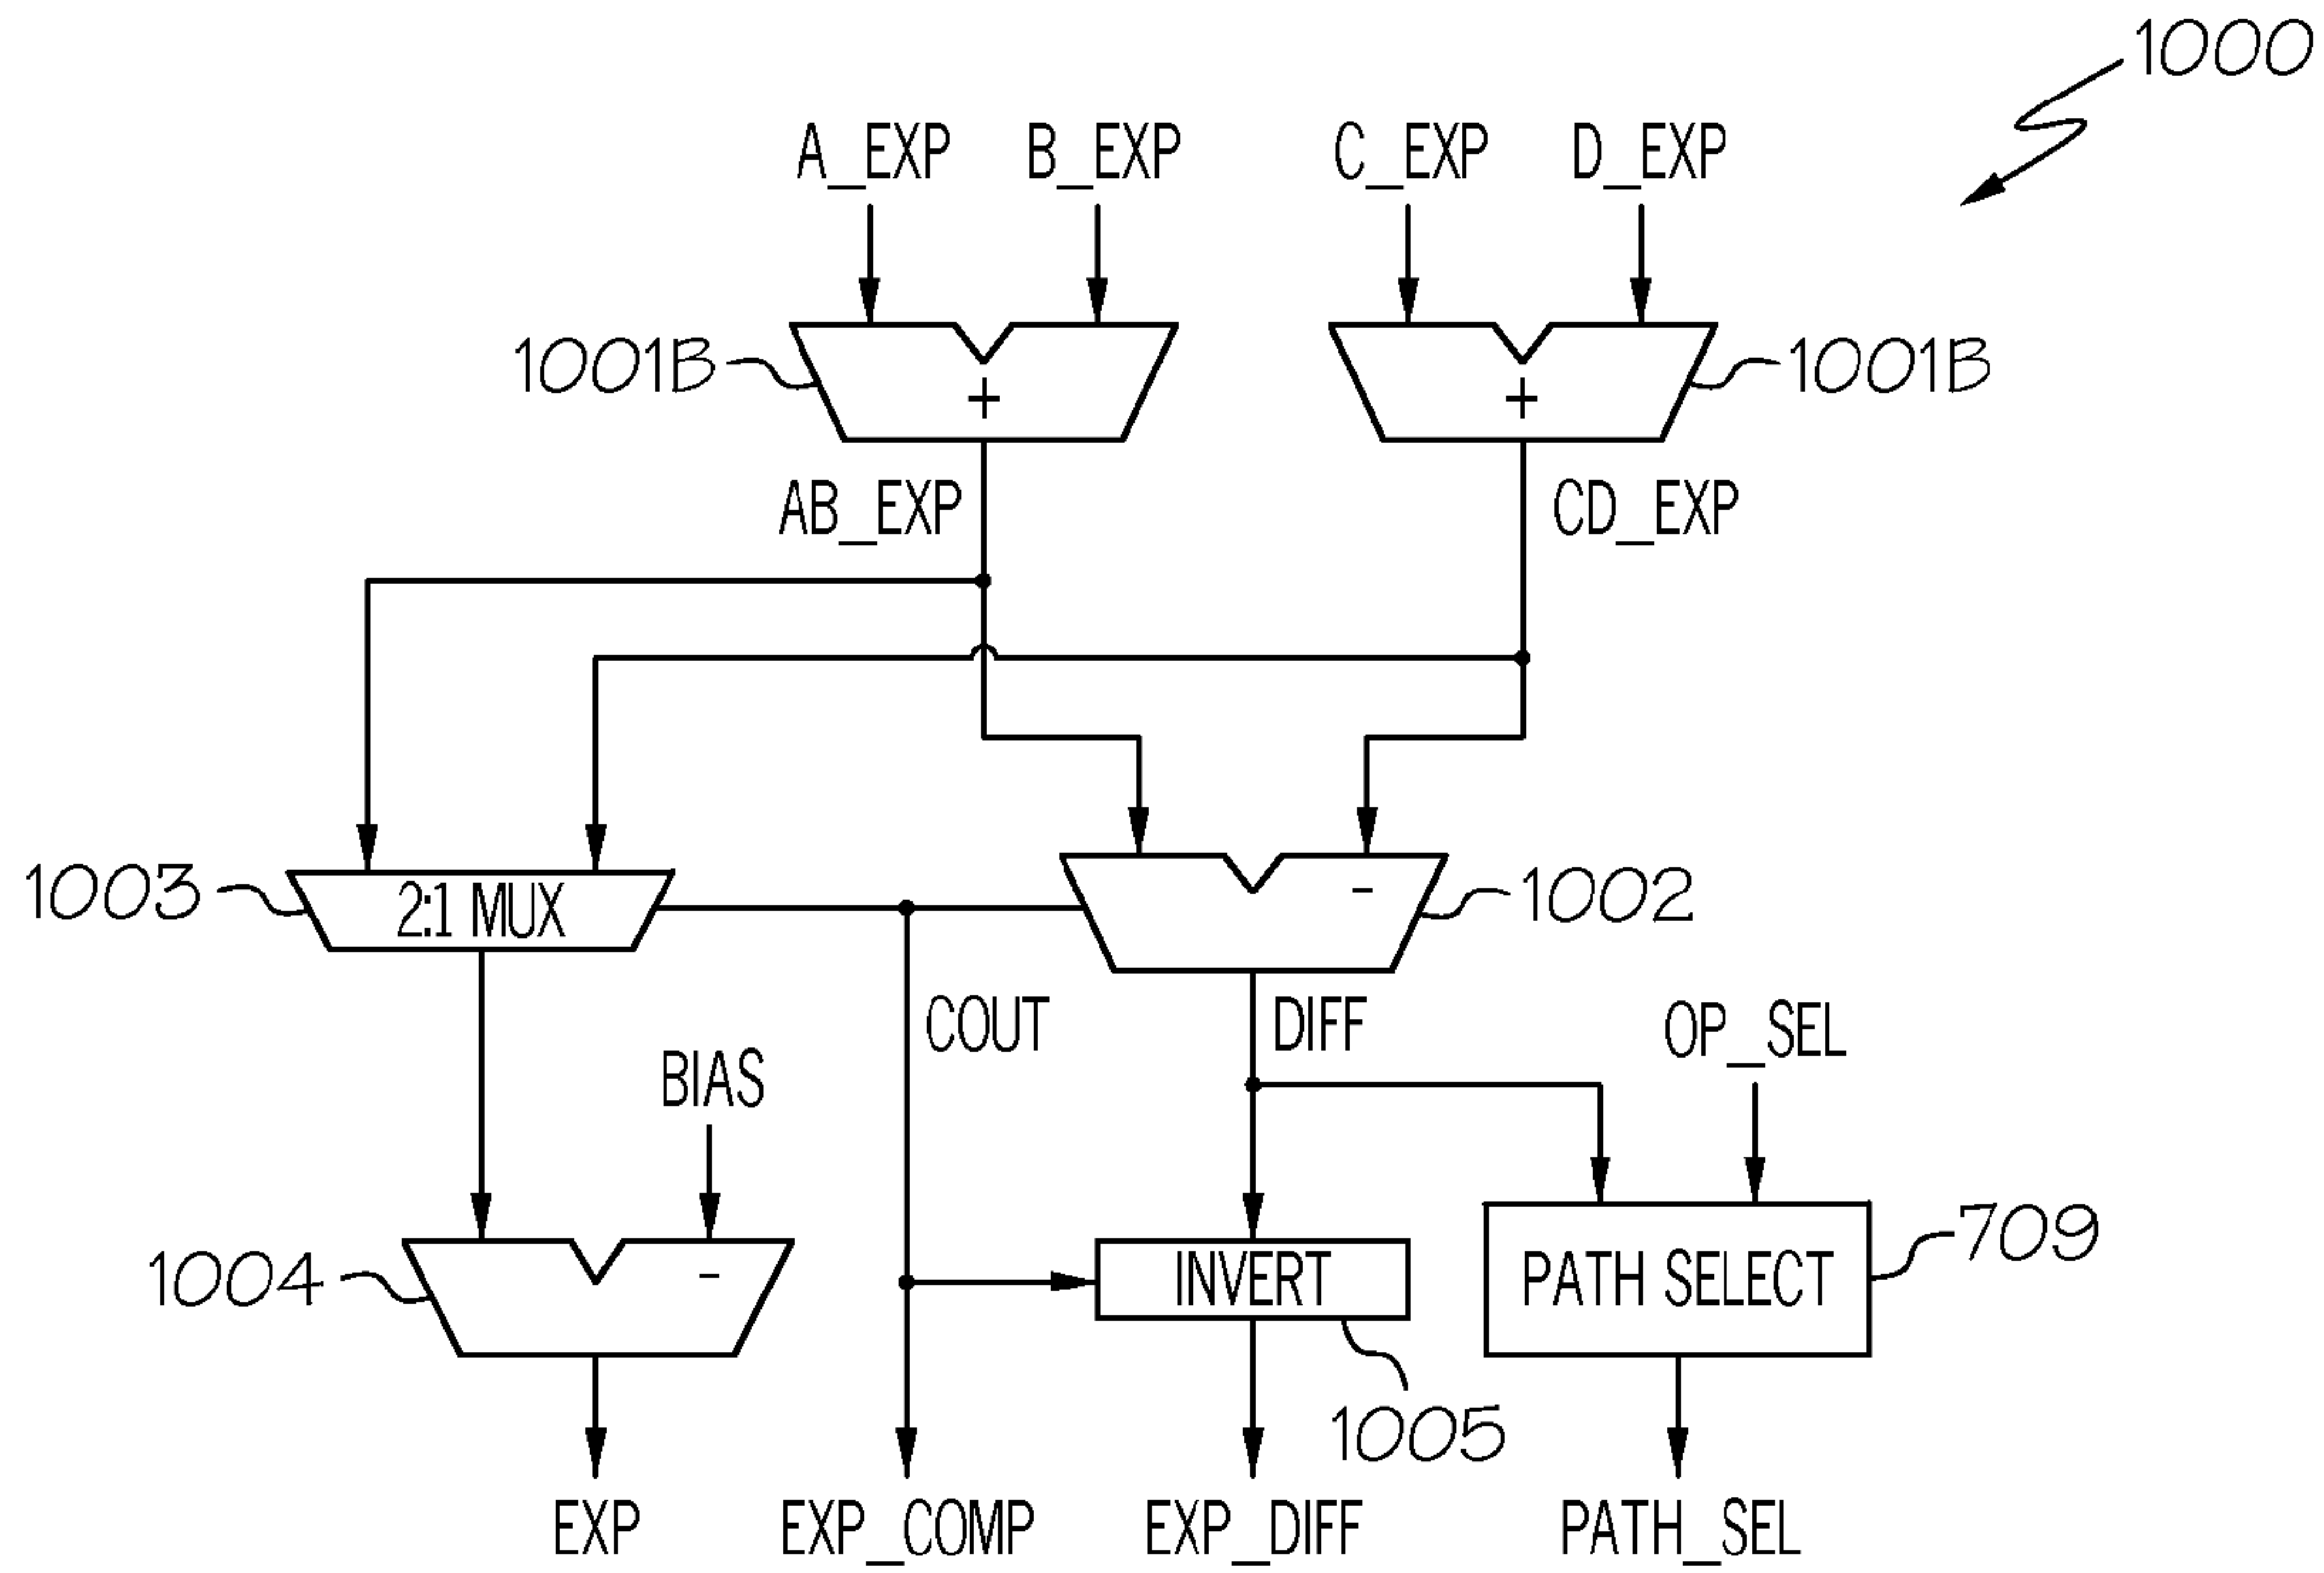 1000
A_EXP B_EXP C_EXP D_EXP
1001B + + 1001B
AB_EXP CD_EXP
1003 2:1 MUX - 1002
COUT DIFF OP_SEL
BIAS
1004 - INVERT PATH SELECT 709
1005
EXP EXP_COMP EXP_DIFF PATH_SEL